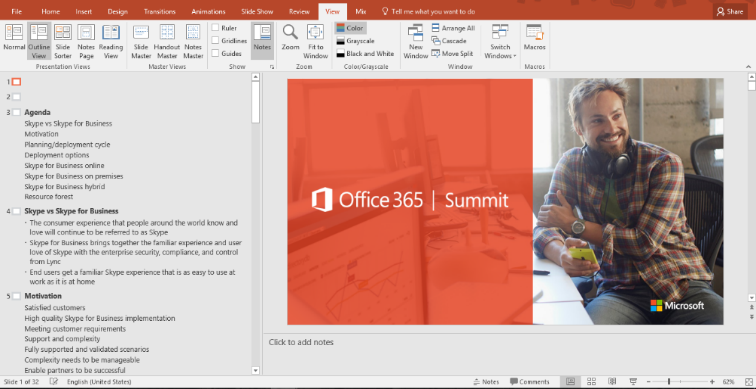 File Home Insert Design Transitions Animations Slide Show Review View Mix Tell me what you want to do Share
Normal Outline View Slide Sorter Notes Page Reading View
Presentation Views
Slide Master Handout Master Notes Master
Master Views
Ruler
Gridlines
Guides
Show
Notes
Zoom Fit to Window
Zoom
Color
Grayscale
Black and White
Color/Grayscale
New Window
Arrange All
Cascade
Move Split
Switch Windows
Window
Macros
Macros
1
2
3 Agenda
Skype vs Skype for Business
Motivation
Planning/deployment cycle
Deployment options
Skype for Business online
Skype for Business on premises
Skype for Business hybrid
Resource forest
4 Skype vs Skype for Business
The consumer experience that people around the world know and
love will continue to be referred to as Skype
Skype for Business brings together the familiar experience and user
love of Skype with the enterprise security, compliance, and control
from Lync
End users get a familiar Skype experience that is as easy to use at
work as it is at home
5 Motivation
Satisfied customers
High quality Skype for Business implementation
Meeting customer requirements
Support and complexity
Fully supported and validated scenarios
Complexity needs to be manageable
Enable partners to be successful
Office 365 | Summit
Microsoft
Click to add notes
Slide 1 of 32 English (United States) Notes Comments 62%